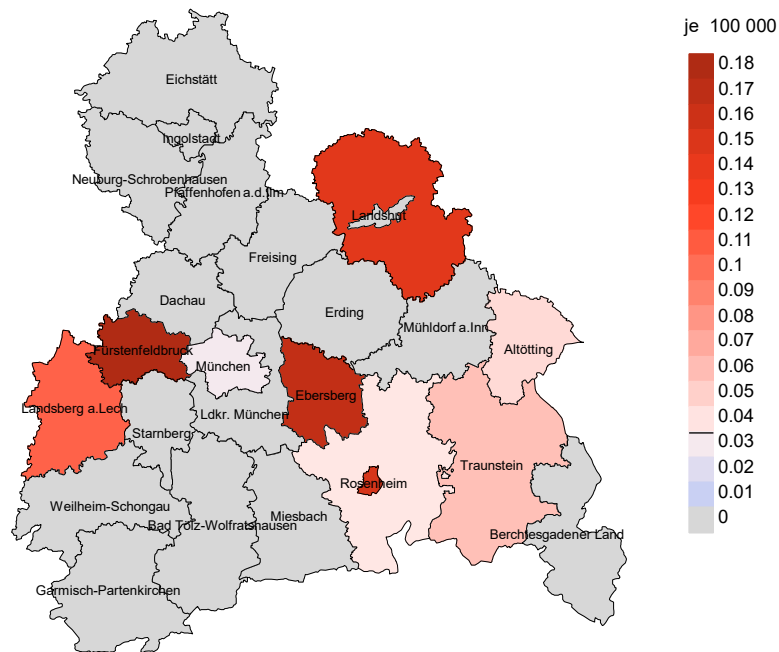 je 100 000
0.18
0.17
0.16
0.15
0.14
0.13
0.12
0.11
0.1
0.09
0.08
0.07
0.06
0.05
0.04
0.03
0.02
0.01
0
Eichstätt
Ingolstadt
Neuburg-Schrobenhausen
Pfaffenhofen a.d.Ilm
Landshut
Freising
Dachau
Erding
Mühldorf a.Inn
Fürstenfeldbruck
Altötting
München
Ebersberg
Landsberg a.Lech
Ldkr. München
Starnberg
Traunstein
Rosenheim
Weilheim-Schongau
Miesbach
Bad Tölz-Wolfratshausen
Berchtesgadener Land
Garmisch-Partenkirchen